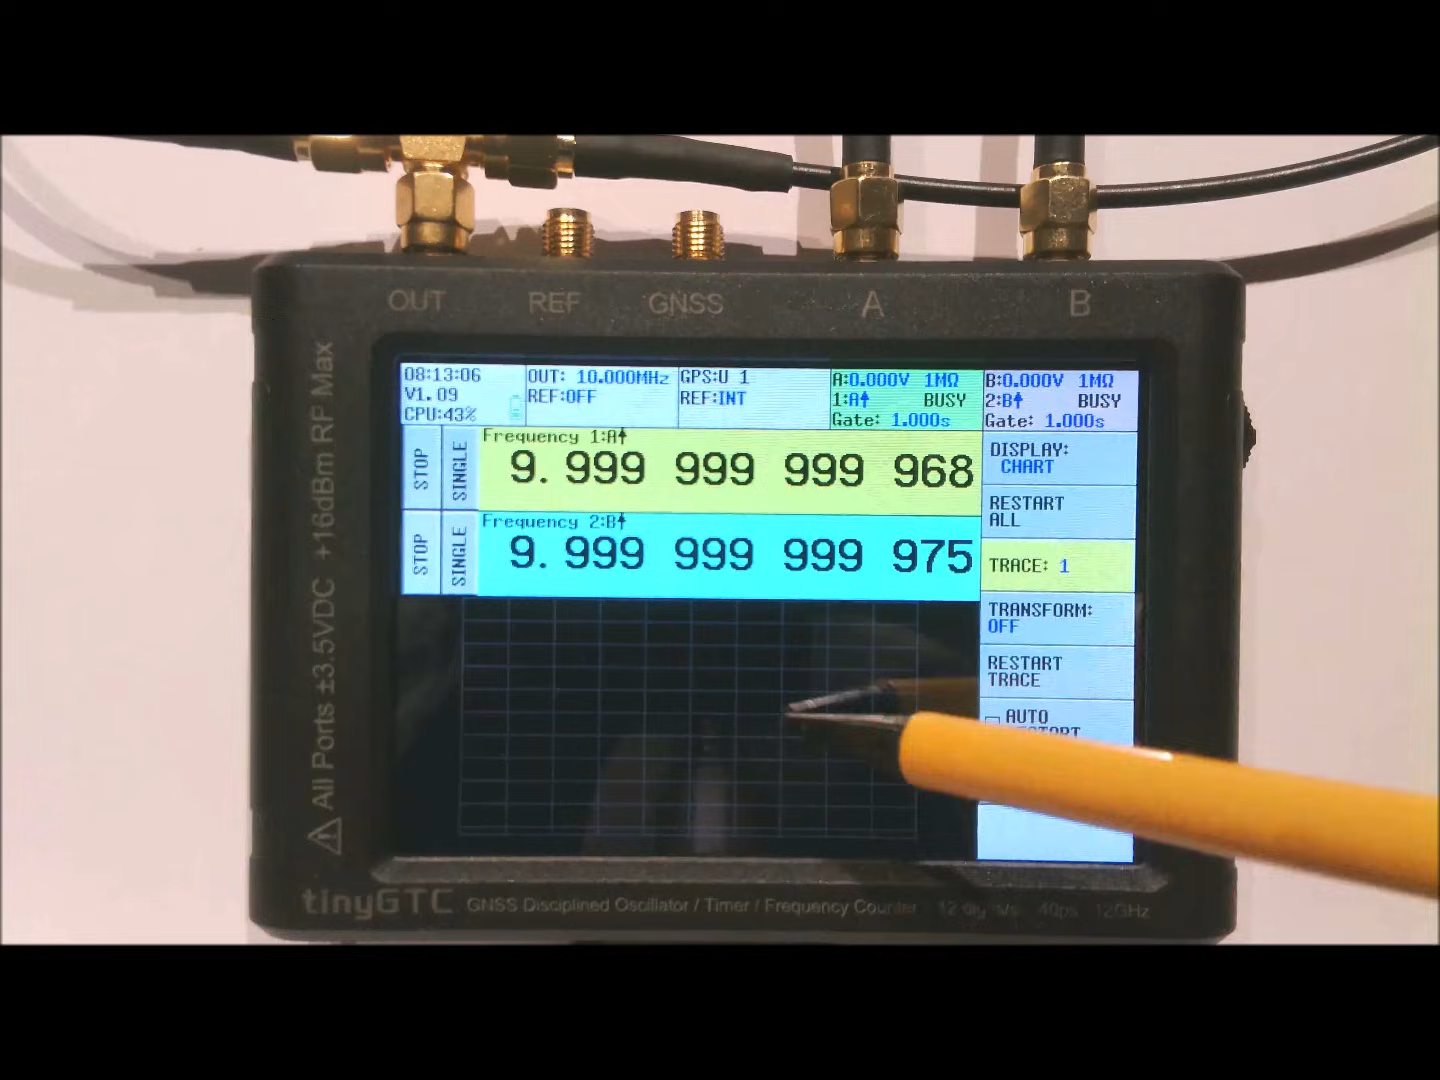 OUT REF GNSS A B
All Ports ±3.5VDC +16dBm RP Max
08:13:06
V1.09
CPU:43%
OUT: 10.000MHz
REF:OFF
GPS:U 1
REF:INT
A:0.000V 1MΩ
1:A↑ BUSY
Gate: 1.000s
B:0.000V 1MΩ
2:B↑ BUSY
Gate: 1.000s
STOP
SINGLE
Frequency 1:A↑
9. 999 999 999 968
STOP
SINGLE
Frequency 2:B↑
9. 999 999 999 975
DISPLAY:
CHART
RESTART
ALL
TRACE: 1
TRANSFORM:
OFF
RESTART
TRACE
AUTO
tinyGTC GNSS Disciplined Oscillator / Timer / Frequency Counter 40ps 12GHz